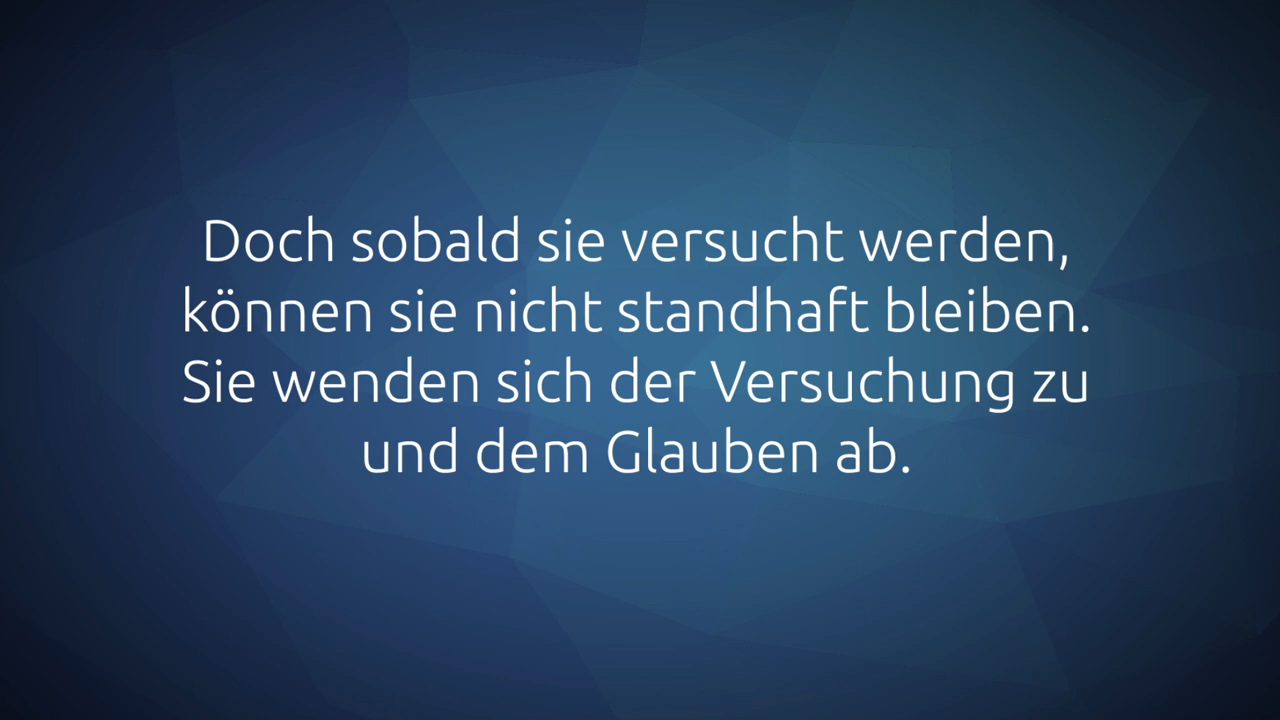 Doch sobald sie versucht werden,
können sie nicht standhaft bleiben.
Sie wenden sich der Versuchung zu
und dem Glauben ab.